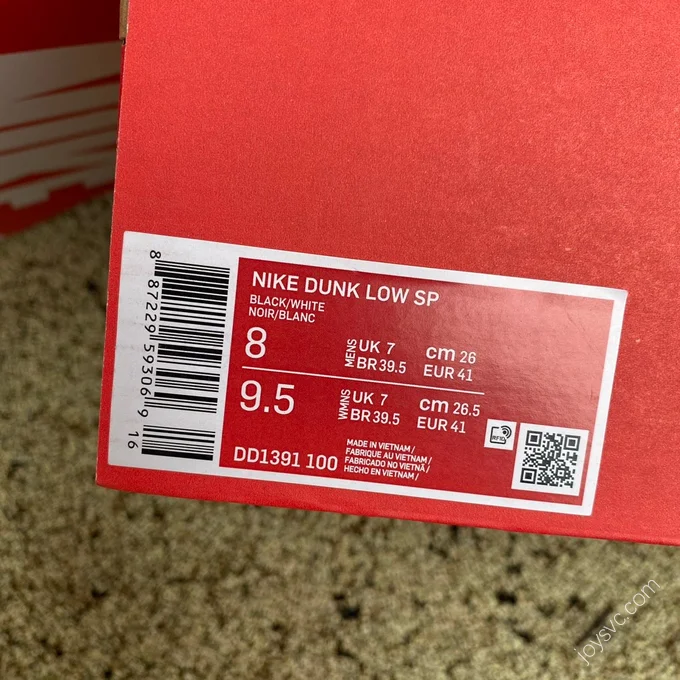 NIKE DUNK LOW SP
BLACK/WHITE
NOIR/BLANC
8
MENS
UK 7
cm 26
BR 39.5
EUR 41
9.5
WMNS
UK 7
cm 26.5
BR 39.5
EUR 41
DD1391 100
MADE IN VIETNAM /
FABRIQUE AU VIETNAM /
FABRICADO NO VIETNÃ /
HECHO EN VIETNAM /
RFID
8 87229 59306 9 16
joysvc.com